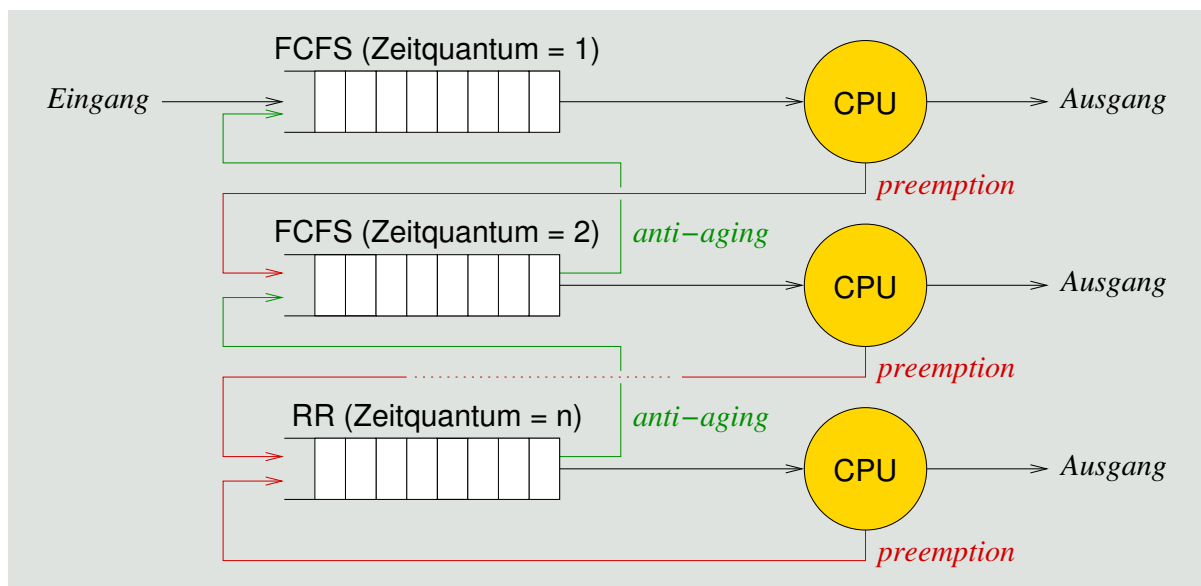 FCFS (Zeitquantum = 1)
Eingang
CPU
Ausgang
preemption
FCFS (Zeitquantum = 2)
anti−aging
CPU
Ausgang
preemption
RR (Zeitquantum = n)
anti−aging
CPU
Ausgang
preemption